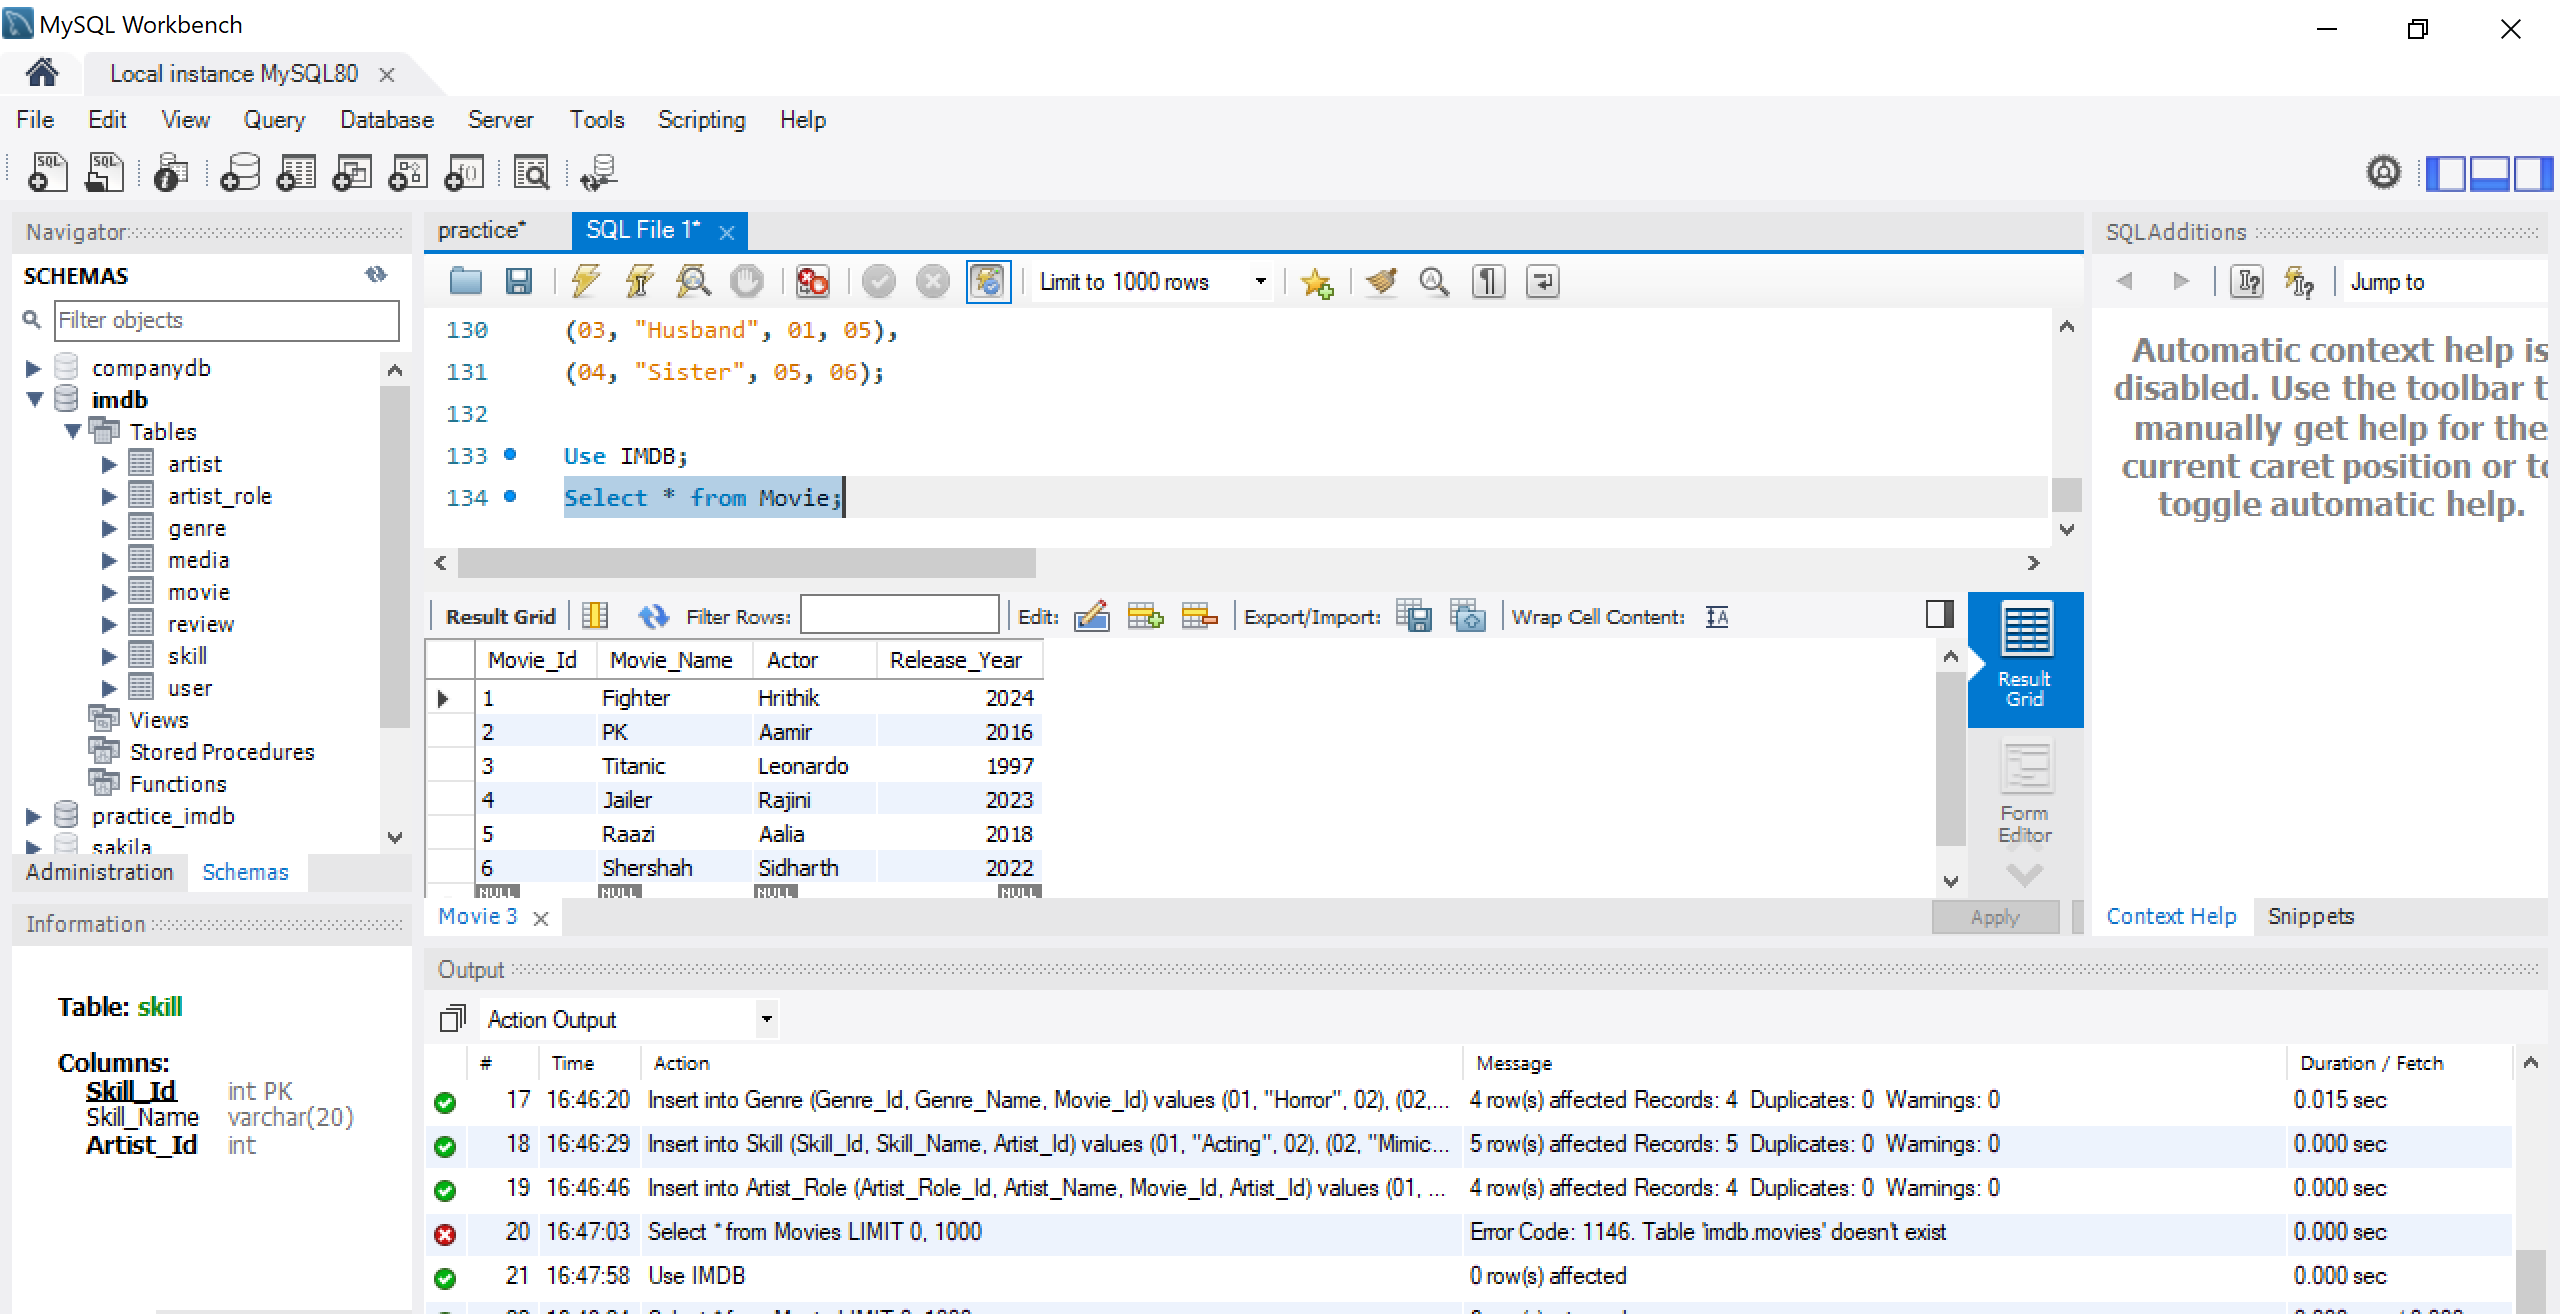 MySQL Workbench
Local instance MySQL80
File Edit View Query Database Server Tools Scripting Help
Navigator
SCHEMAS
Filter objects
companydb
imdb
Tables
artist
artist_role
genre
media
movie
review
skill
user
Views
Stored Procedures
Functions
practice_imdb
sakila
Administration Schemas
Information
Table: skill
Columns:
Skill_Id int PK
Skill_Name varchar(20)
Artist_Id int
practice* SQL File 1*
Limit to 1000 rows
130 (03, "Husband", 01, 05),
131 (04, "Sister", 05, 06);
132
133 Use IMDB;
134 Select * from Movie;
Result Grid Filter Rows: Edit: Export/Import: Wrap Cell Content:
Movie_Id Movie_Name Actor Release_Year
1 Fighter Hrithik 2024
2 PK Aamir 2016
3 Titanic Leonardo 1997
4 Jailer Rajini 2023
5 Raazi Aalia 2018
6 Shershah Sidharth 2022
NULL NULL NULL NULL
Result
Grid
Form
Editor
Movie 3
Apply
SQLAdditions
Jump to
Automatic context help is
disabled. Use the toolbar t
manually get help for the
current caret position or to
toggle automatic help.
Context Help Snippets
Output
Action Output
# Time Action Message Duration / Fetch
17 16:46:20 Insert into Genre (Genre_Id, Genre_Name, Movie_Id) values (01, "Horror", 02), (02,... 4 row(s) affected Records: 4 Duplicates: 0 Warnings: 0 0.015 sec
18 16:46:29 Insert into Skill (Skill_Id, Skill_Name, Artist_Id) values (01, "Acting", 02), (02, "Mimic... 5 row(s) affected Records: 5 Duplicates: 0 Warnings: 0 0.000 sec
19 16:46:46 Insert into Artist_Role (Artist_Role_Id, Artist_Name, Movie_Id, Artist_Id) values (01, ... 4 row(s) affected Records: 4 Duplicates: 0 Warnings: 0 0.000 sec
20 16:47:03 Select * from Movies LIMIT 0, 1000 Error Code: 1146. Table 'imdb.movies' doesn't exist 0.000 sec
21 16:47:58 Use IMDB 0 row(s) affected 0.000 sec